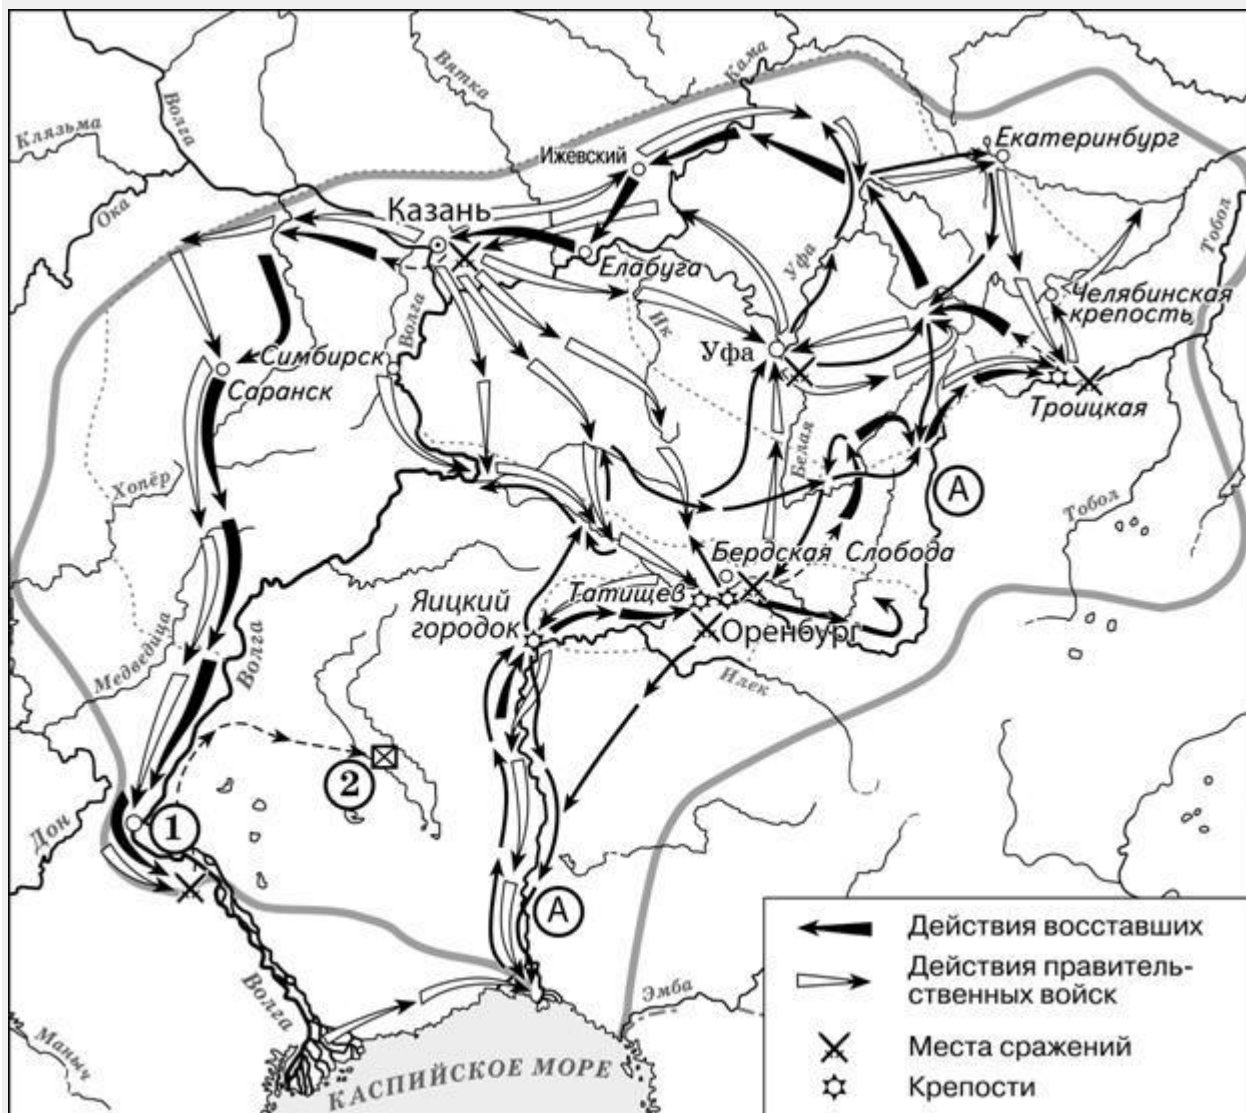 Клязьма
Волга
Вятка
Кама
Ока
Ижевский
Екатеринбург
Казань
Елабуга
Тобол
Уфа
Ик
Волга
Челябинская
крепость
Симбирск
Саранск
Уфа
Троицкая
Белая
Хопёр
А
Тобол
Бердская Слобода
Татищев
Яицкий
городок
Оренбург
Медведица
Волга
Илек
2
1
Дон
А
Волга
Эмба
Маныч
КАСПИЙСКОЕ МОРЕ
Действия восставших
Действия правитель-
ственных войск
Места сражений
Крепости